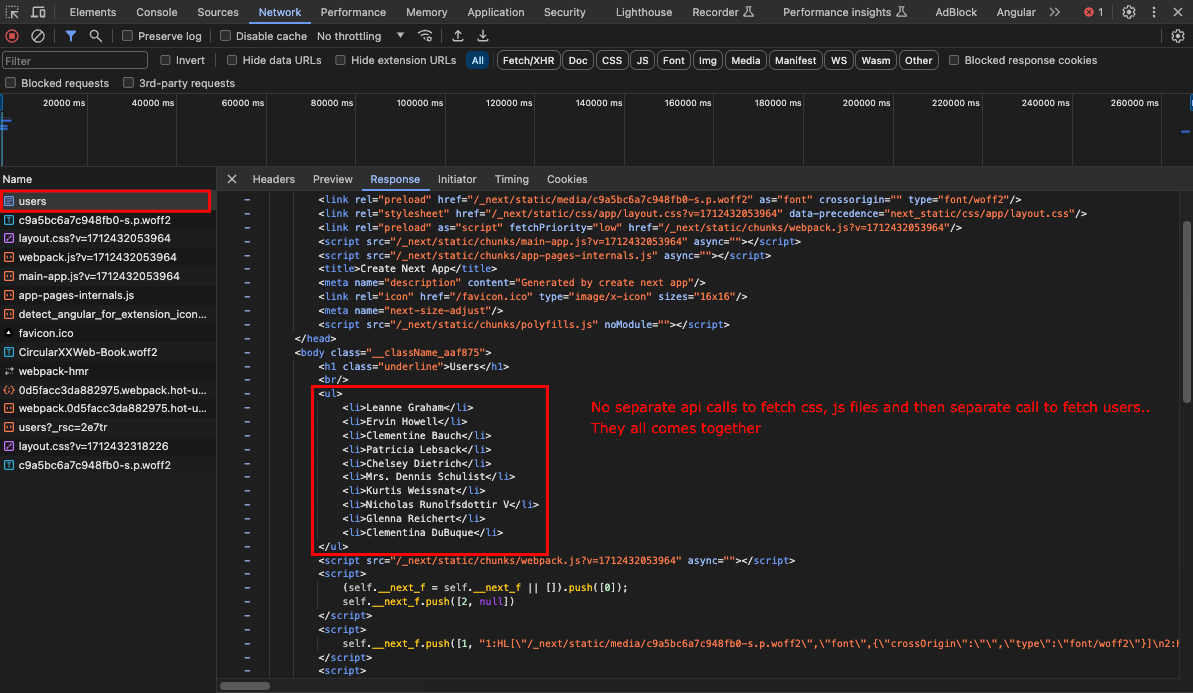 Elements Console Sources Network Performance Memory Application Security Lighthouse Recorder Performance insights AdBlock Angular 1
Preserve log Disable cache No throttling
Filter Invert Hide data URLs Hide extension URLs All Fetch/XHR Doc CSS JS Font Img Media Manifest WS Wasm Other Blocked response cookies
Blocked requests 3rd-party requests
20000 ms 40000 ms 60000 ms 80000 ms 100000 ms 120000 ms 140000 ms 160000 ms 180000 ms 200000 ms 220000 ms 240000 ms 260000 ms
Name
users
c9a5bc6a7c948fb0-s.p.woff2
layout.css?v=1712432053964
webpack.js?v=1712432053964
main-app.js?v=1712432053964
app-pages-internals.js
detect_angular_for_extension_icon...
favicon.ico
CircularXXWeb-Book.woff2
webpack-hmr
0d5facc3da882975.webpack.hot-u...
webpack.0d5facc3da882975.hot-u...
users?_rsc=2e7tr
layout.css?v=1712432318226
c9a5bc6a7c948fb0-s.p.woff2
Headers Preview Response Initiator Timing Cookies
<link rel="preload" href="/_next/static/media/c9a5bc6a7c948fb0-s.p.woff2" as="font" crossorigin="" type="font/woff2"/>
<link rel="stylesheet" href="/_next/static/css/app/layout.css?v=1712432053964" data-precedence="next_static/css/app/layout.css"/>
<link rel="preload" as="script" fetchPriority="low" href="/_next/static/chunks/webpack.js?v=1712432053964"/>
<script src="/_next/static/chunks/main-app.js?v=1712432053964" async=""></script>
<script src="/_next/static/chunks/app-pages-internals.js" async=""></script>
<title>Create Next App</title>
<meta name="description" content="Generated by create next app"/>
<link rel="icon" href="/favicon.ico" type="image/x-icon" sizes="16x16"/>
<meta name="next-size-adjust"/>
<script src="/_next/static/chunks/polyfills.js" noModule=""></script>
</head>
<body class="__className_aaf875">
<h1 class="underline">Users</h1>
<br/>
<ul>
<li>Leanne Graham</li>
<li>Ervin Howell</li>
<li>Clementine Bauch</li>
<li>Patricia Lebsack</li>
<li>Chelsey Dietrich</li>
<li>Mrs. Dennis Schulist</li>
<li>Kurtis Weissnat</li>
<li>Nicholas Runolfsdottir V</li>
<li>Glenna Reichert</li>
<li>Clementina DuBuque</li>
</ul>
No separate api calls to fetch css, js files and then separate call to fetch users..
They all comes together
<script src="/_next/static/chunks/webpack.js?v=1712432053964" async=""></script>
<script>
(self.__next_f = self.__next_f || []).push([0]);
self.__next_f.push([2, null])
</script>
<script>
self.__next_f.push([1, "1:HL[\"/_next/static/media/c9a5bc6a7c948fb0-s.p.woff2\",\"font\",{\"crossOrigin\":\"\",\"type\":\"font/woff2\"}]\n2:
</script>
<script>